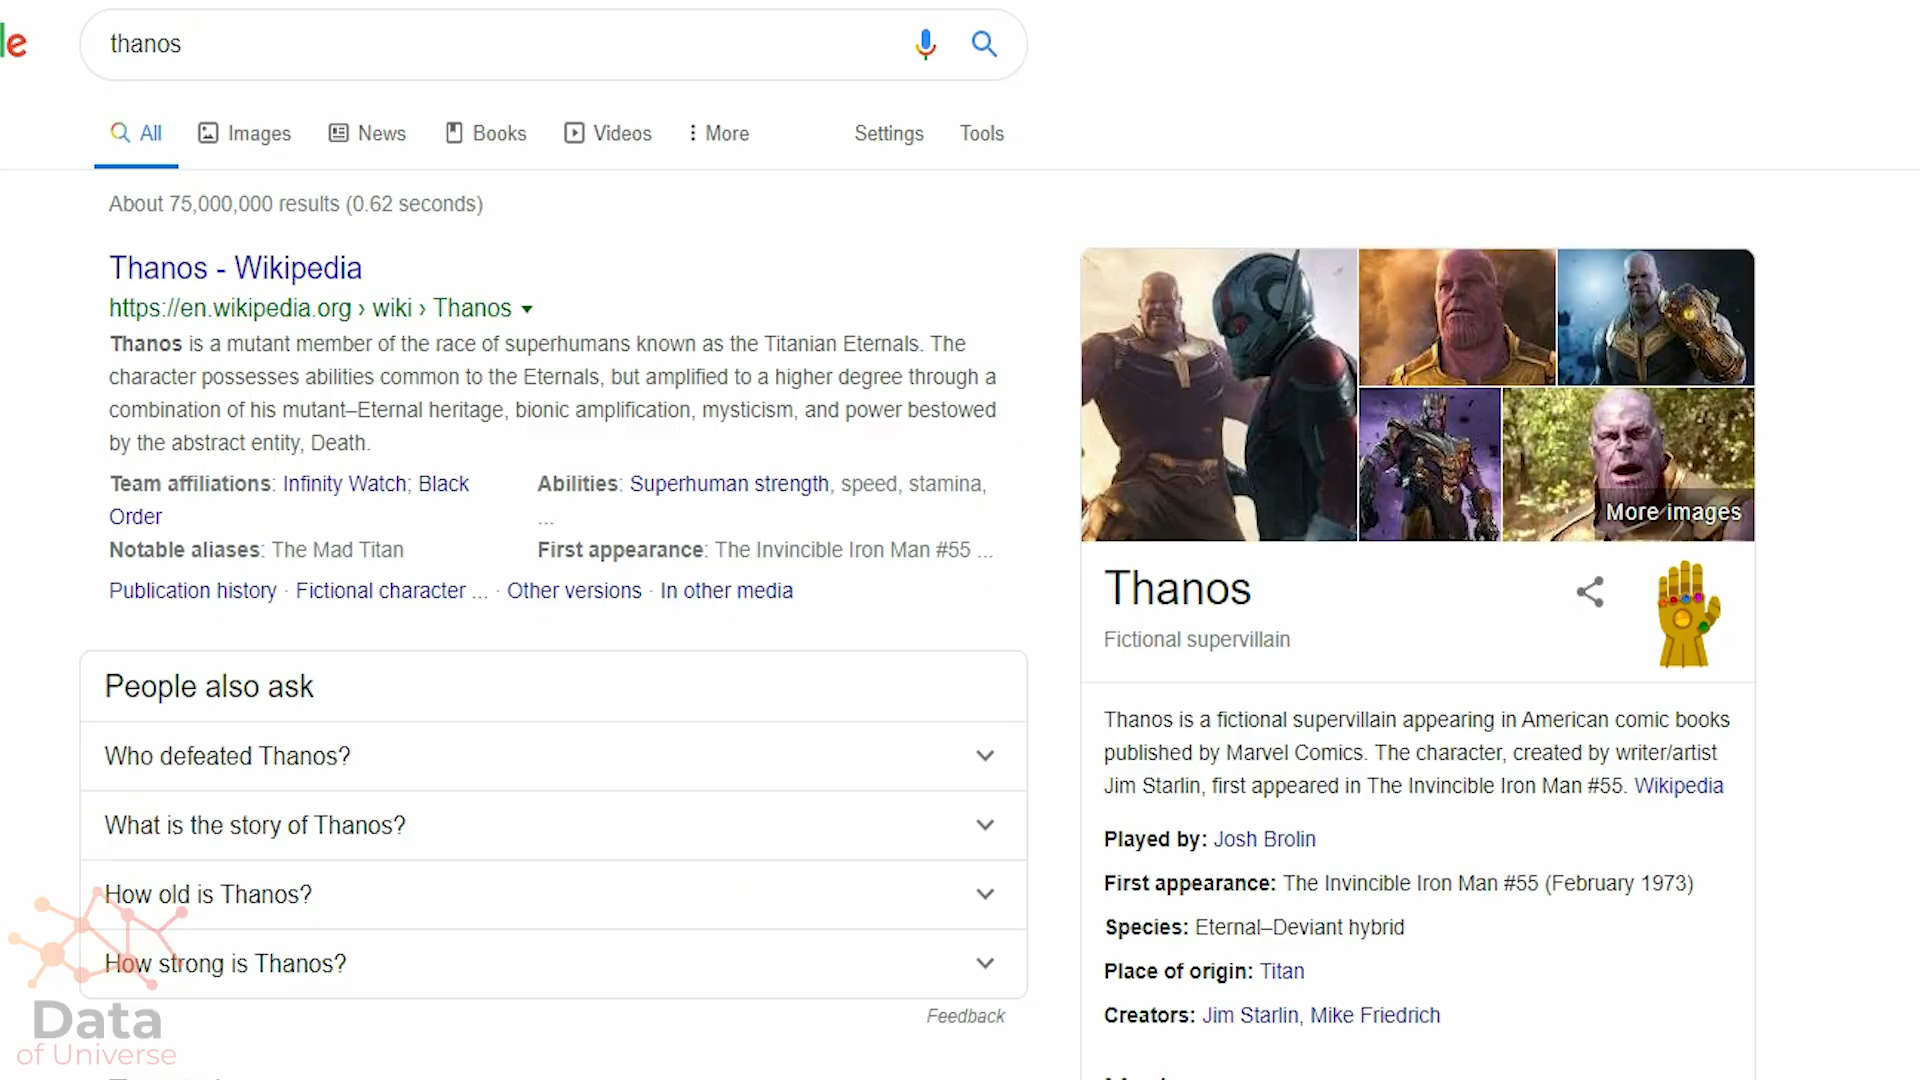 le
thanos
All Images News Books Videos More Settings Tools
About 75,000,000 results (0.62 seconds)
Thanos - Wikipedia
https://en.wikipedia.org › wiki › Thanos
Thanos is a mutant member of the race of superhumans known as the Titanian Eternals. The
character possesses abilities common to the Eternals, but amplified to a higher degree through a
combination of his mutant–Eternal heritage, bionic amplification, mysticism, and power bestowed
by the abstract entity, Death.
Team affiliations: Infinity Watch; Black
Order
Abilities: Superhuman strength, speed, stamina,
...
Notable aliases: The Mad Titan
First appearance: The Invincible Iron Man #55 ...
Publication history · Fictional character ... · Other versions · In other media
People also ask
Who defeated Thanos?
What is the story of Thanos?
How old is Thanos?
How strong is Thanos?
Feedback
More images
Thanos
Fictional supervillain
Thanos is a fictional supervillain appearing in American comic books
published by Marvel Comics. The character, created by writer/artist
Jim Starlin, first appeared in The Invincible Iron Man #55. Wikipedia
Played by: Josh Brolin
First appearance: The Invincible Iron Man #55 (February 1973)
Species: Eternal–Deviant hybrid
Place of origin: Titan
Creators: Jim Starlin, Mike Friedrich
Data
of Universe